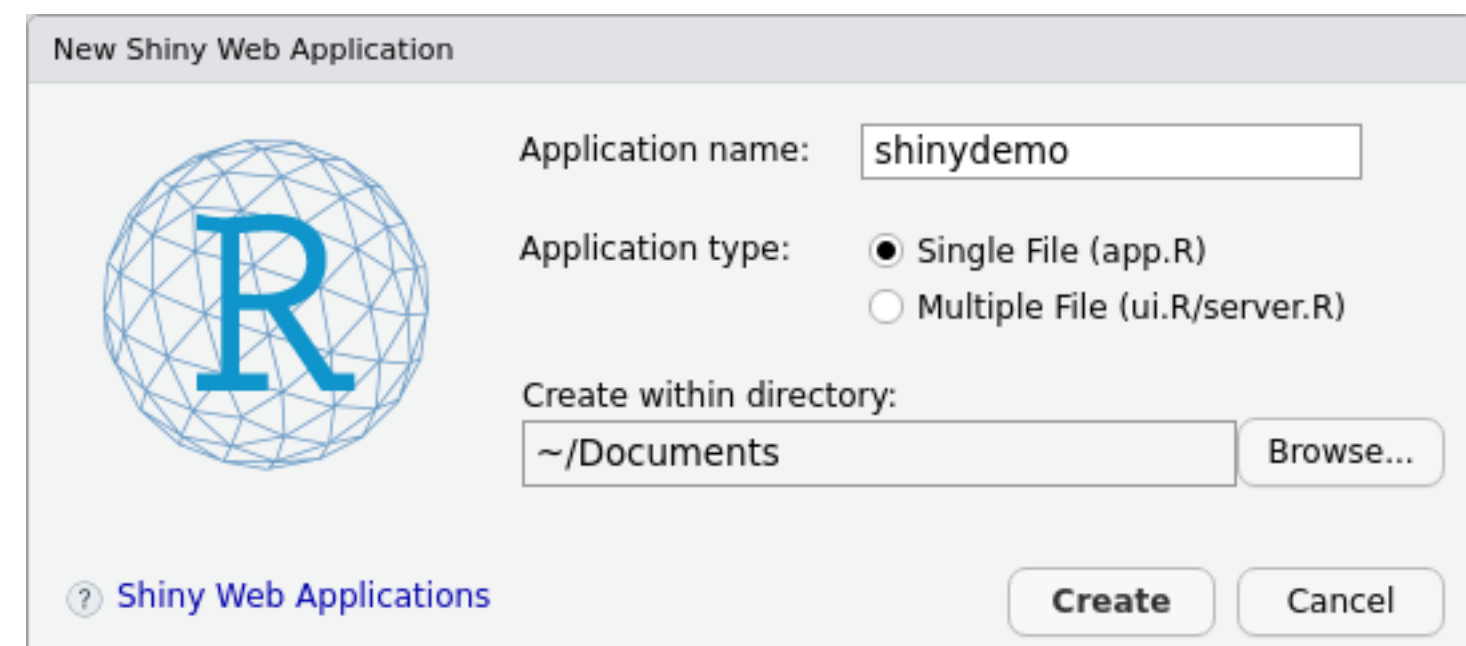 New Shiny Web Application
Application name: shinydemo
R
Application type: Single File (app.R)
Multiple File (ui.R/server.R)
Create within directory:
~/Documents Browse...
? Shiny Web Applications Create Cancel